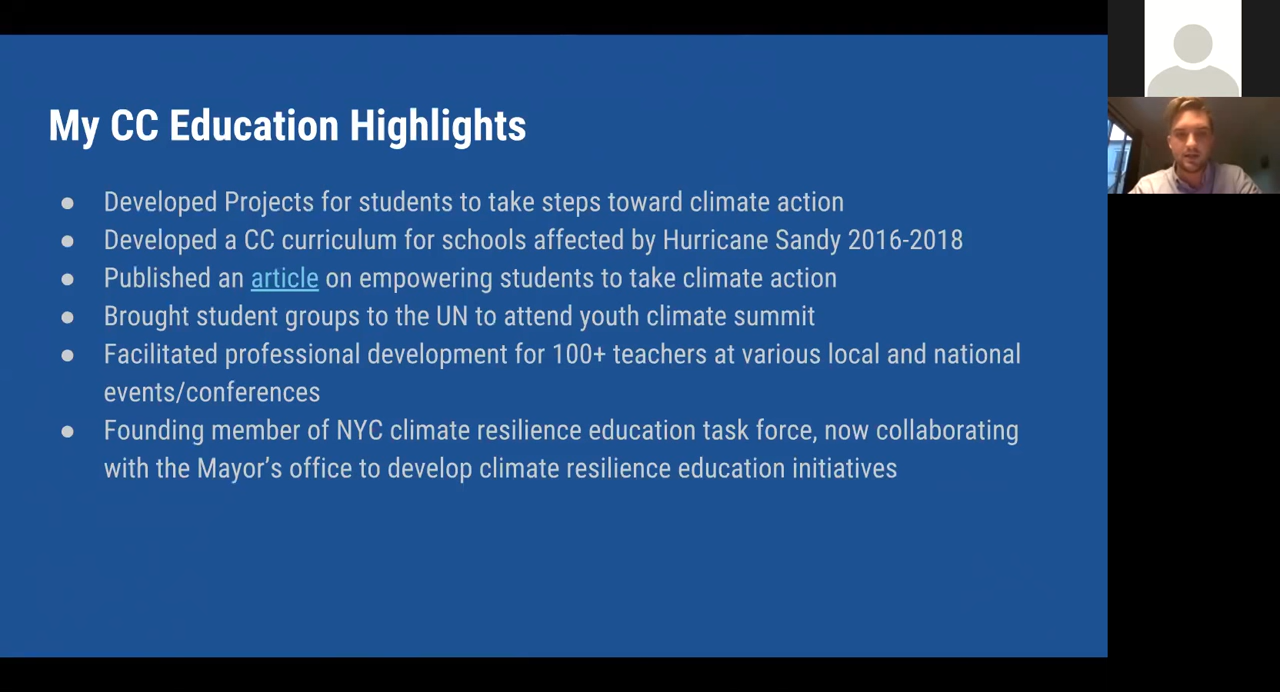 My CC Education Highlights
● Developed Projects for students to take steps toward climate action
● Developed a CC curriculum for schools affected by Hurricane Sandy 2016-2018
● Published an article on empowering students to take climate action
● Brought student groups to the UN to attend youth climate summit
● Facilitated professional development for 100+ teachers at various local and national
events/conferences
● Founding member of NYC climate resilience education task force, now collaborating
with the Mayor’s office to develop climate resilience education initiatives